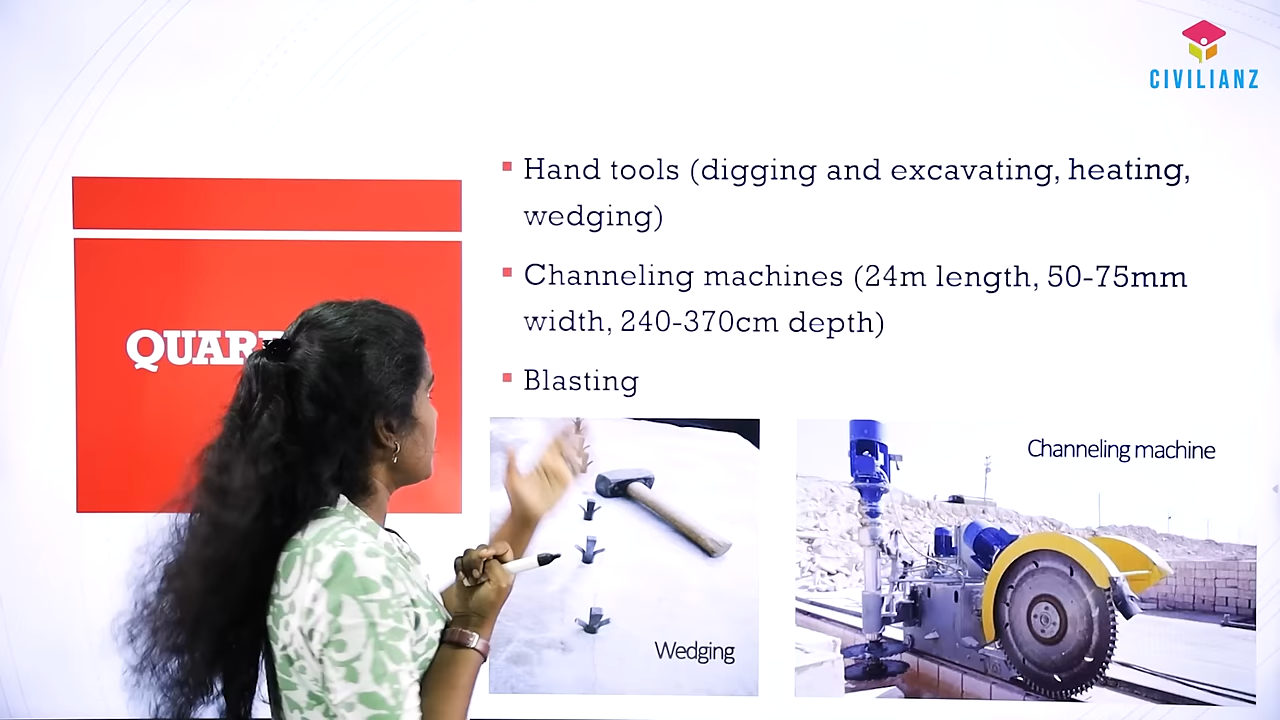 CIVILIANZ
Hand tools (digging and excavating, heating,
wedging)
Channeling machines (24m length, 50-75mm
width, 240-370cm depth)
Blasting
Wedging
Channeling machine